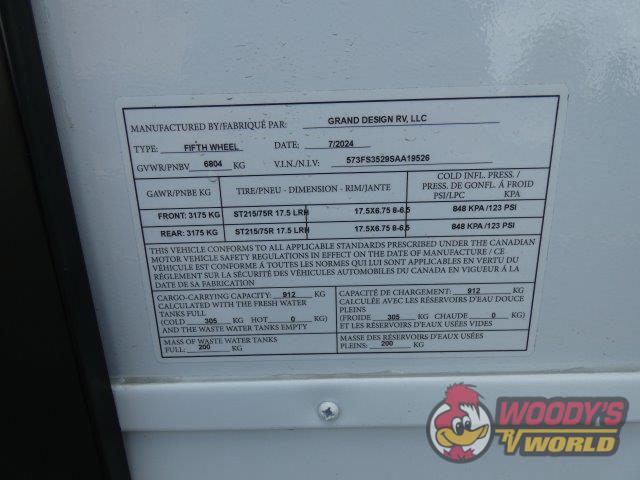 MANUFACTURED BY/FABRIQUÉ PAR: GRAND DESIGN RV, LLC
TYPE: FIFTH WHEEL DATE: 7/2024
GVWR/PNBV 6804 KG V.I.N./N.I.V: 573FS3529SAA19526
GAWR/PNBE KG TIRE/PNEU - DIMENSION - RIM/JANTE COLD INFL. PRESS./ PRESS. DE GONFL. À FROID PSI/LPC KPA/
FRONT: 3175 KG ST215/75R 17.5 LRH 17.5X6.75 8-6.5 848 KPA /123 PSI
REAR: 3175 KG ST215/75R 17.5 LRH 17.5X6.75 8-6.5 848 KPA /123 PSI
THIS VEHICLE CONFORMS TO ALL APPLICABLE STANDARDS PRESCRIBED UNDER THE CANADIAN
MOTOR VEHICLE SAFETY REGULATIONS IN EFFECT ON THE DATE OF MANUFACTURE / CE
VÉHICULE EST CONFORME À TOUTES LES NORMES QUI LUI SONT APPLICABLES EN VERTU DU
RÈGLEMENT SUR LA SÉCURITÉ DES VÉHICULES AUTOMOBILES DU CANADA EN VIGUEUR À LA
DATE DE SA FABRICATION
CARGO-CARRYING CAPACITY: 912 KG
CALCULATED WITH THE FRESH WATER
TANKS FULL
(COLD 305 KG HOT 0 KG)
AND THE WASTE WATER TANKS EMPTY
CAPACITÉ DE CHARGEMENT: 912 KG
CALCULÉE AVEC LES RÉSERVOIRS D'EAU DOUCE
PLEINS
(FROIDE 305 KG CHAUDE 0 KG)
ET LES RÉSERVOIRS D'EAUX USÉES VIDES
MASS OF WASTE WATER TANKS
FULL: 200 KG
MASSE DES RÉSERVOIRS D'EAUX USÉES
PLEINS: 200 KG
WOODY'S
RV WORLD